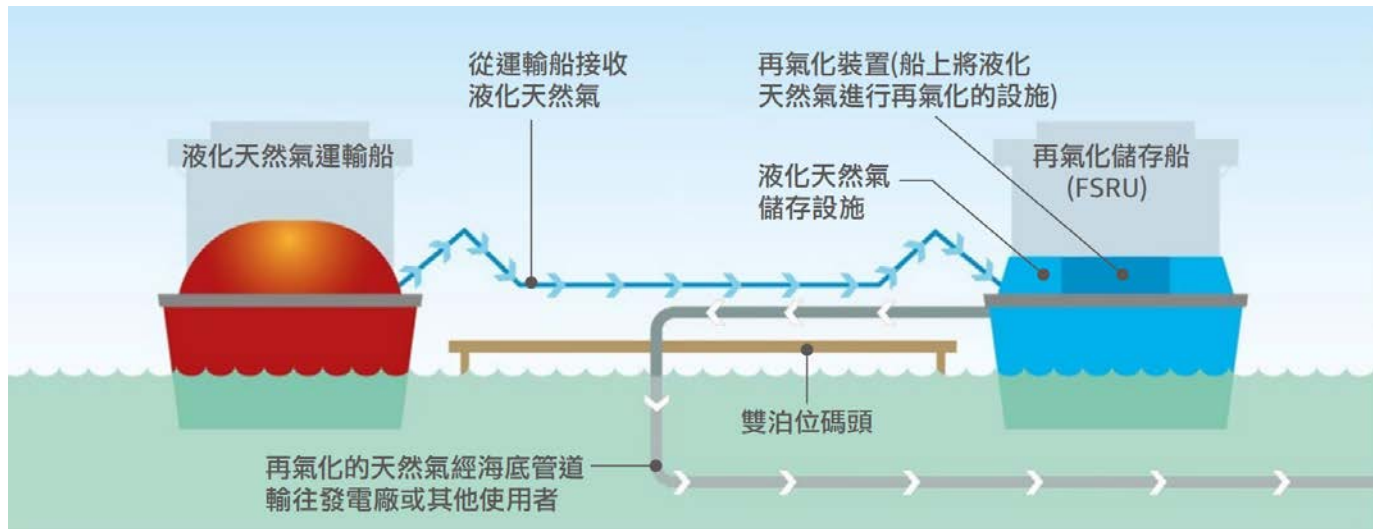 從運輸船接收
液化天然氣
再氣化裝置(船上將液化
天然氣進行再氣化的設施)
液化天然氣運輸船
再氣化儲存船
(FSRU)
液化天然氣
儲存設施
雙泊位碼頭
再氣化的天然氣經海底管道
輸往發電廠或其他使用者